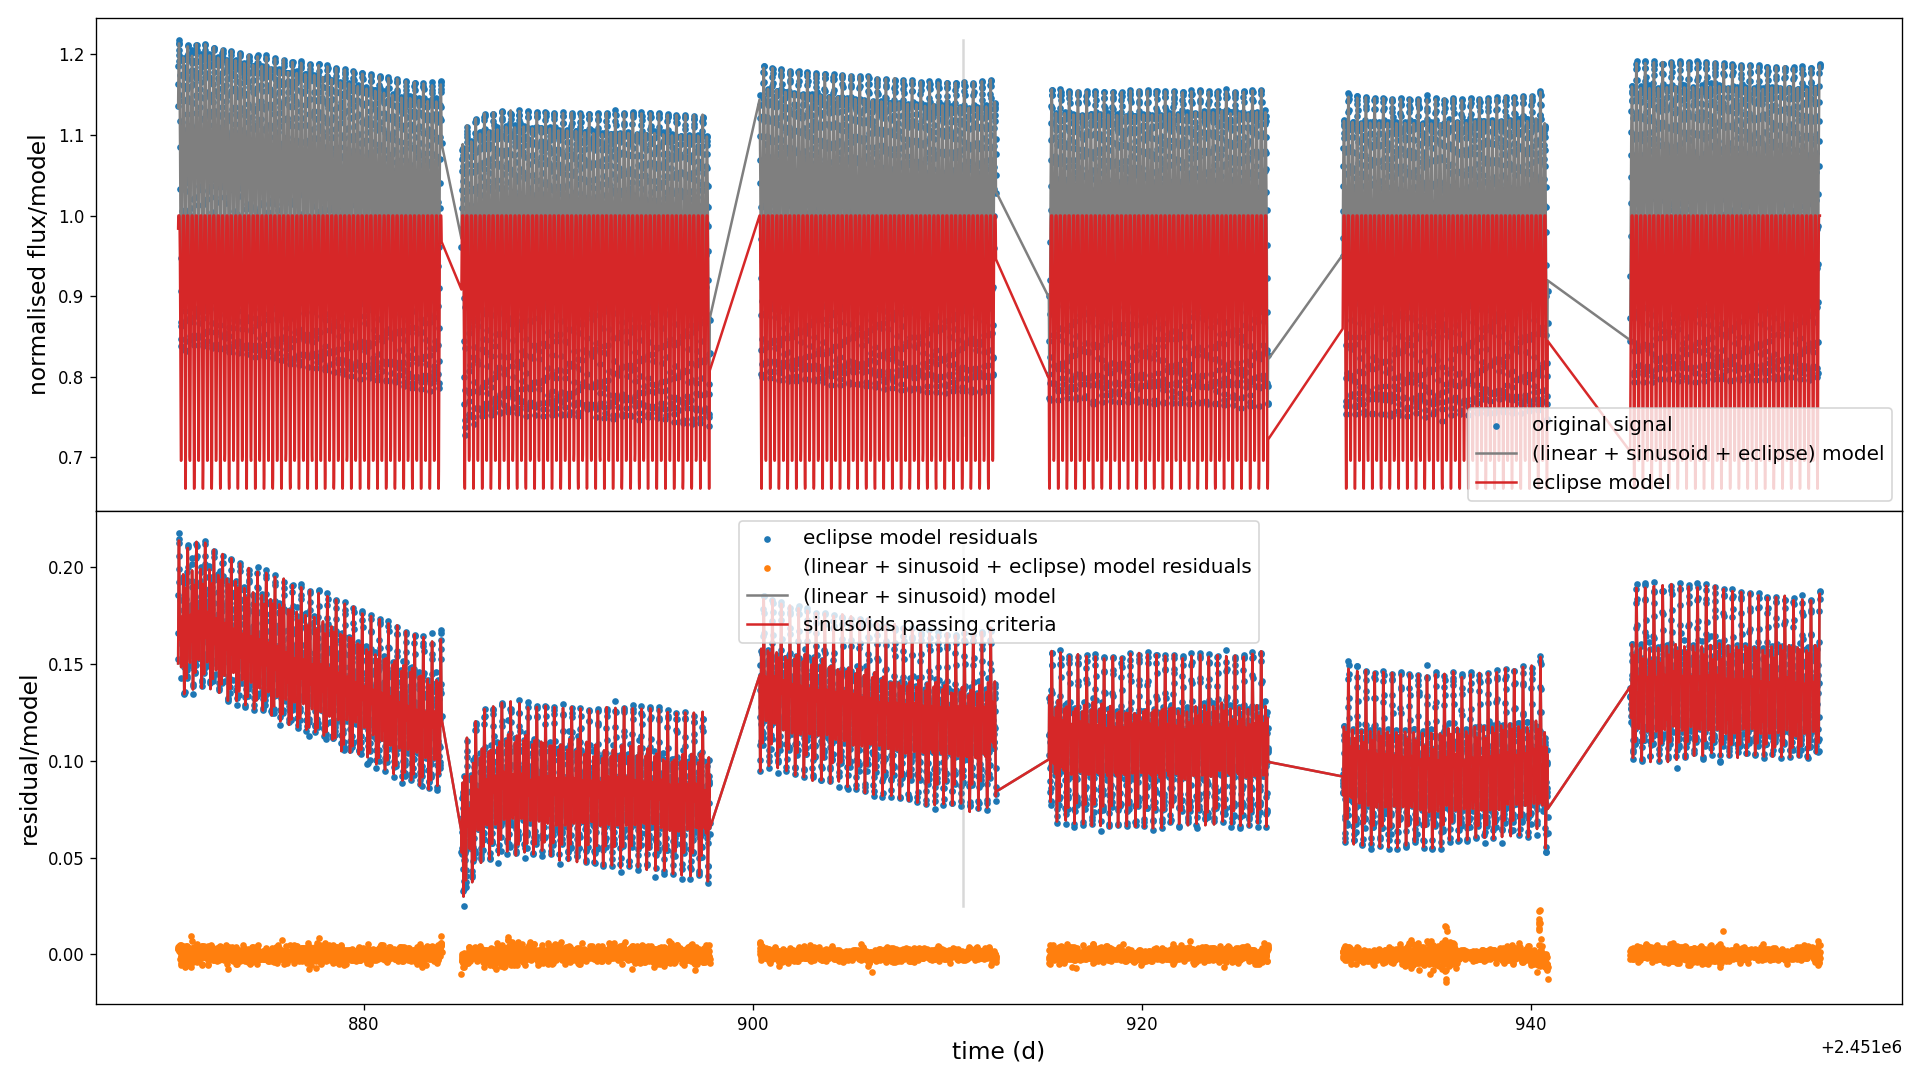 normalised flux/model
1.2
1.1
1.0
0.9
0.8
0.7
original signal
(linear + sinusoid + eclipse) model
eclipse model
residual/model
0.20
0.15
0.10
0.05
0.00
eclipse model residuals
(linear + sinusoid + eclipse) model residuals
(linear + sinusoid) model
sinusoids passing criteria
880
900
920
940
time (d)
+2.451e6